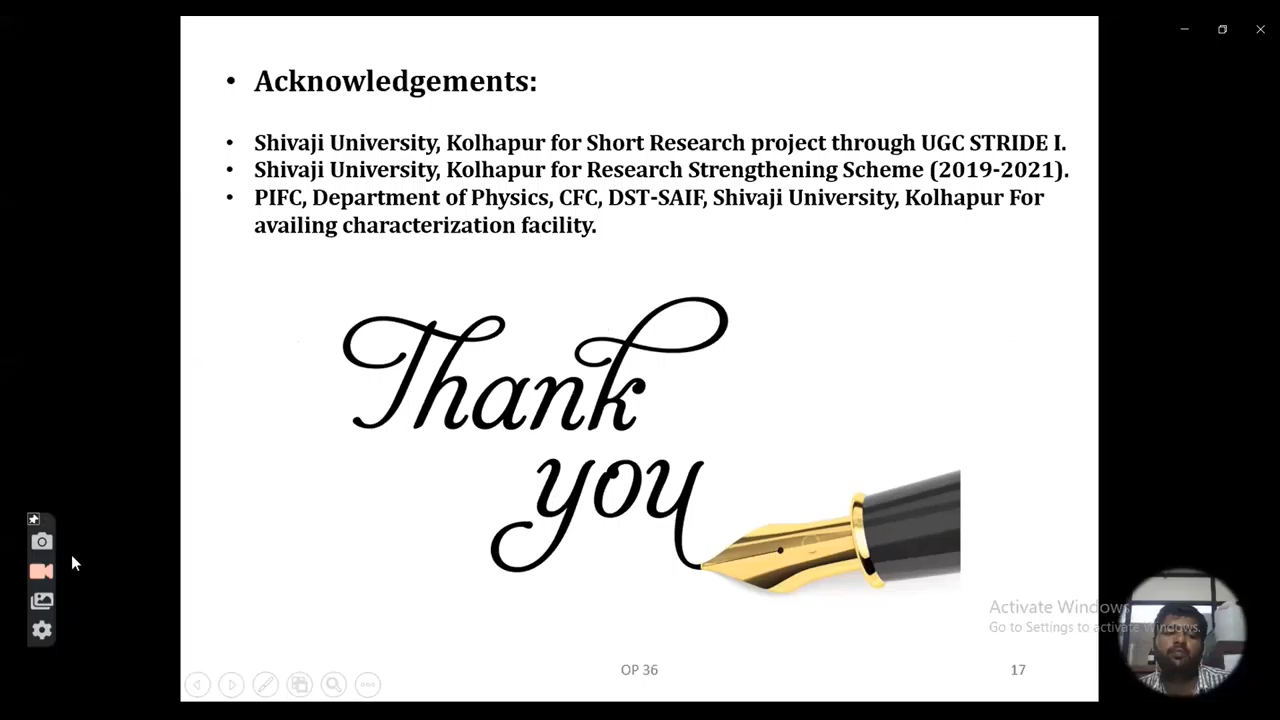 • Acknowledgements:
• Shivaji University, Kolhapur for Short Research project through UGC STRIDE I.
• Shivaji University, Kolhapur for Research Strengthening Scheme (2019-2021).
• PIFC, Department of Physics, CFC, DST-SAIF, Shivaji University, Kolhapur For
availing characterization facility.
Thank
you
Activate Windows
Go to Settings to activate Windows.
OP 36
17